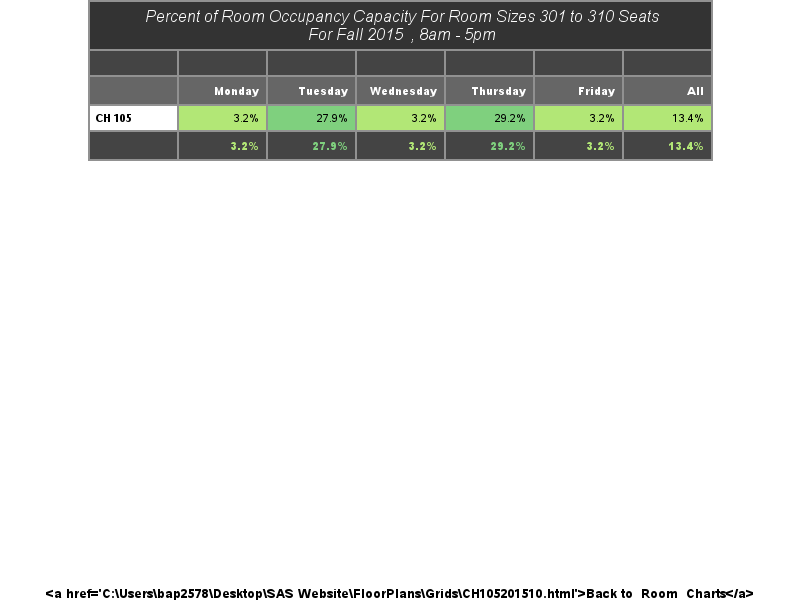 Percent of Room Occupancy Capacity For Room Sizes 301 to 310 Seats
For Fall 2015 , 8am - 5pm
Monday Tuesday Wednesday Thursday Friday All
CH 105 3.2% 27.9% 3.2% 29.2% 3.2% 13.4%
3.2% 27.9% 3.2% 29.2% 3.2% 13.4%
<a href='C:\Users\bap2578\Desktop\SAS Website\FloorPlans\Grids\CH105201510.html'>Back to Room Charts</a>